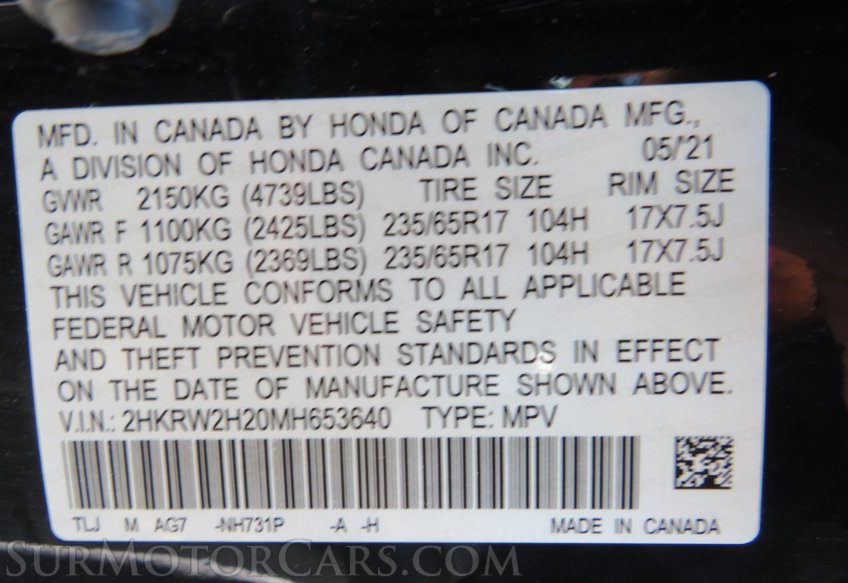 MFD. IN CANADA BY HONDA OF CANADA MFG.,
A DIVISION OF HONDA CANADA INC. 05/'21
GVWR 2150KG (4739LBS) TIRE SIZE RIM SIZE
GAWR F 1100KG (2425LBS) 235/65R17 104H 17X7.5J
GAWR R 1075KG (2369LBS) 235/65R17 104H 17X7.5J
THIS VEHICLE CONFORMS TO ALL APPLICABLE
FEDERAL MOTOR VEHICLE SAFETY
AND THEFT PREVENTION STANDARDS IN EFFECT
ON THE DATE OF MANUFACTURE SHOWN ABOVE.
V.I.N.: 2HKRW2H20MH653640 TYPE: MPV
TLJ M AG7 -NH731P -A -H MADE IN CANADA
SurMotorCars.com